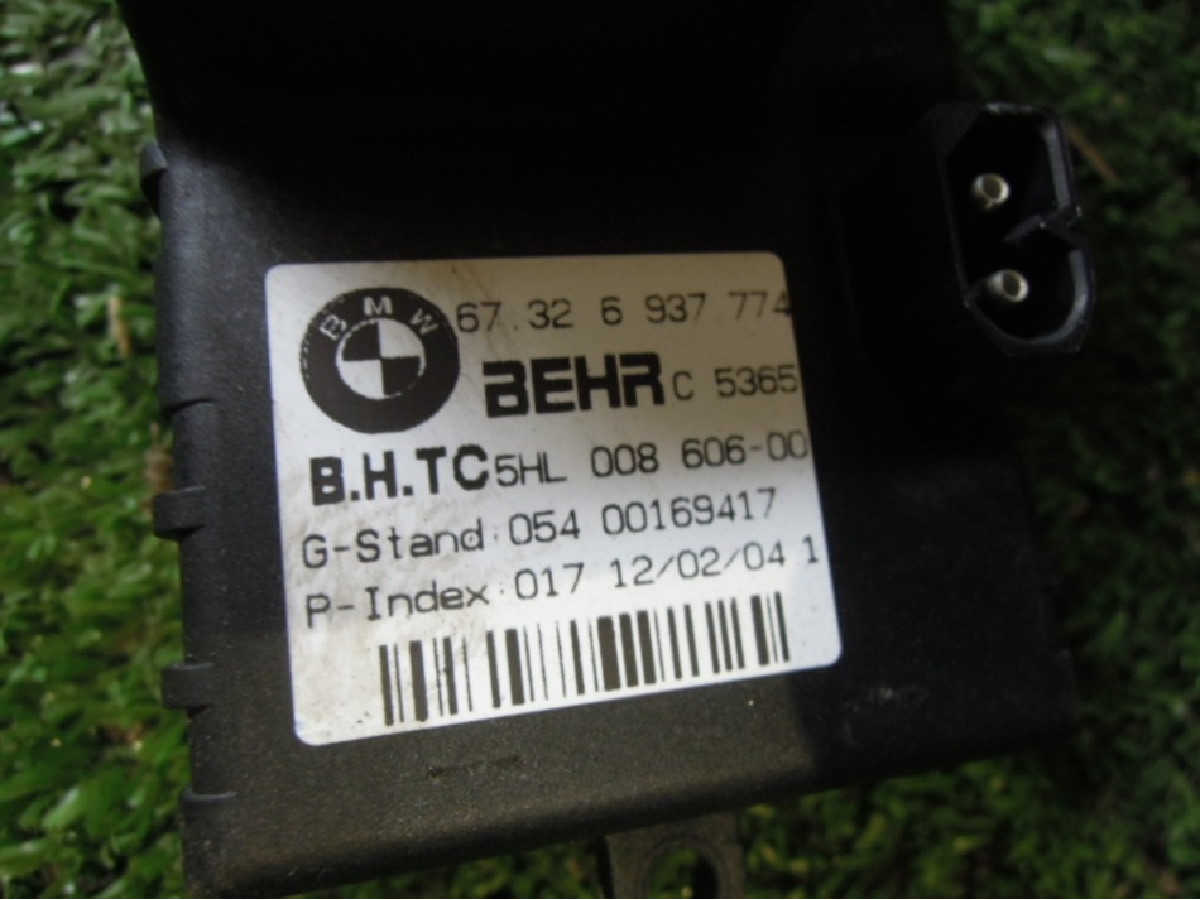 BMW 67.32 6 937 774
BEHR C 5365
B.H.TC 5HL 008 606-00
G-Stand:054 00169417
P-Index:017 12/02/04 1